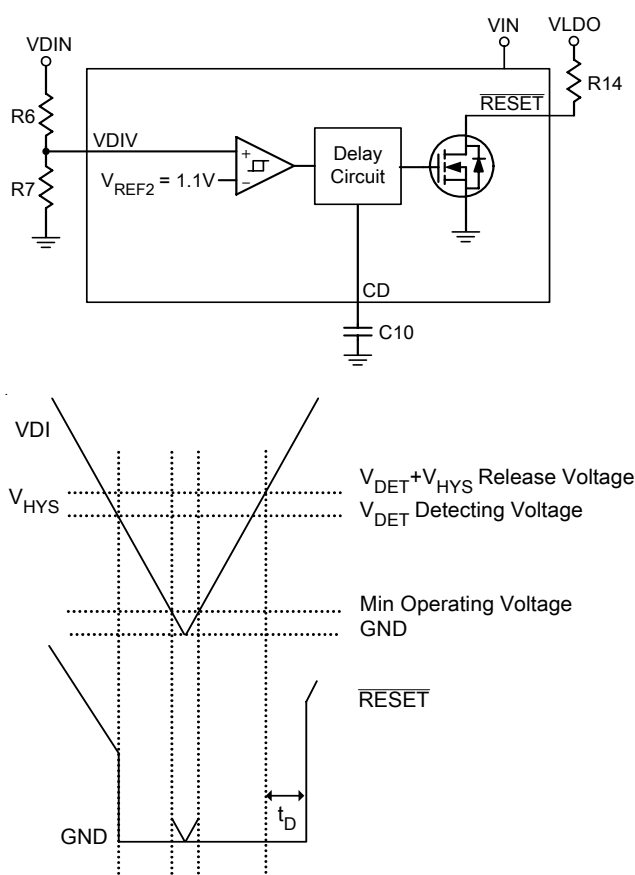 VDIN
VIN
VLDO
R6
R14
RESET
VDIV
R7
VREF2 = 1.1V
+
−
Delay
Circuit
CD
C10
VDI
VHYS
VDET+VHYS Release Voltage
VDET Detecting Voltage
Min Operating Voltage
GND
RESET
tD
GND